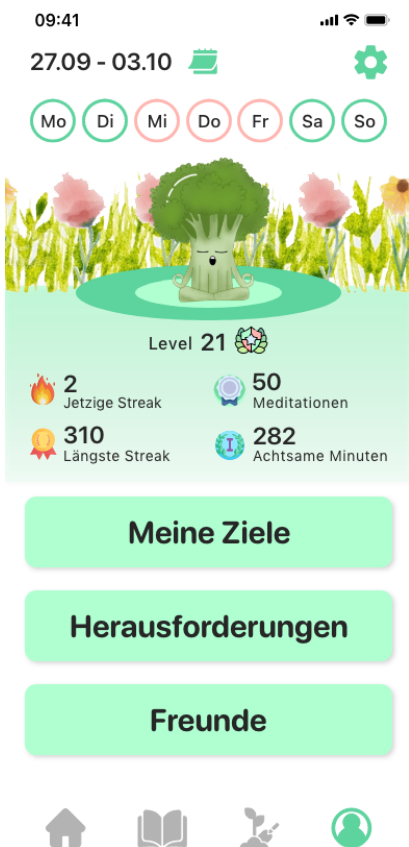 09:41
27.09 - 03.10
Mo Di Mi Do Fr Sa So
Level 21
2
Jetzige Streak
50
Meditationen
310
Längste Streak
I
282
Achtsame Minuten
Meine Ziele
Herausforderungen
Freunde